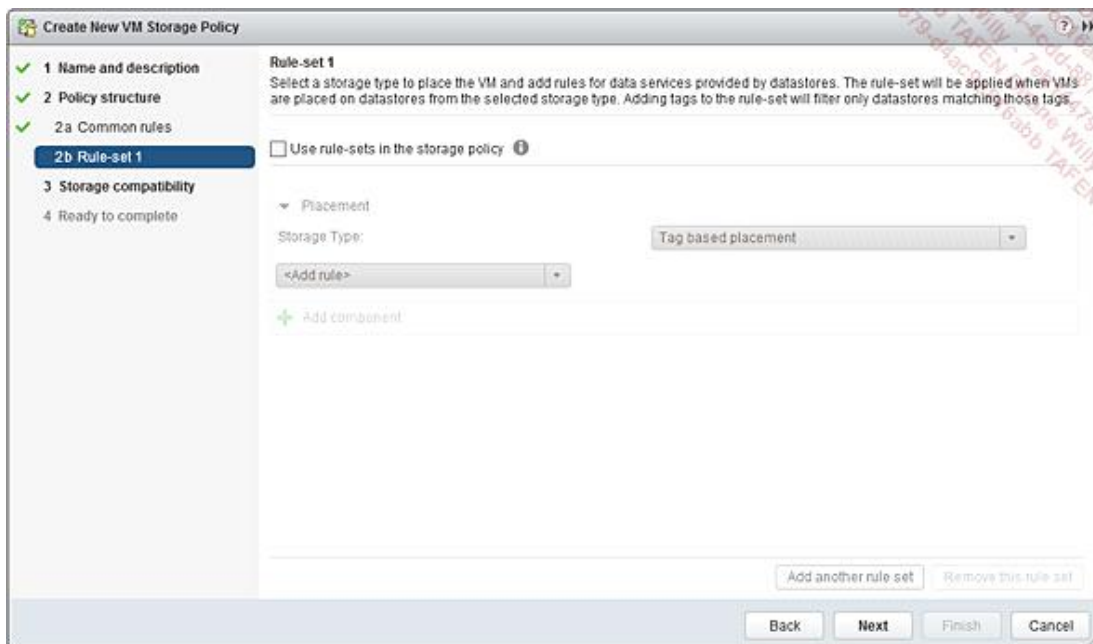 Create New VM Storage Policy
1 Name and description
2 Policy structure
2a Common rules
2b Rule-set 1
3 Storage compatibility
4 Ready to complete
Rule-set 1
Select a storage type to place the VM and add rules for data services provided by datastores. The rule-set will be applied when VMs
are placed on datastores from the selected storage type. Adding tags to the rule-set will filter only datastores matching those tags.
Use rule-sets in the storage policy
Placement
Storage Type:
Tag based placement
<Add rule>
Add component
Add another rule set
Remove this rule set
Back
Next
Finish
Cancel